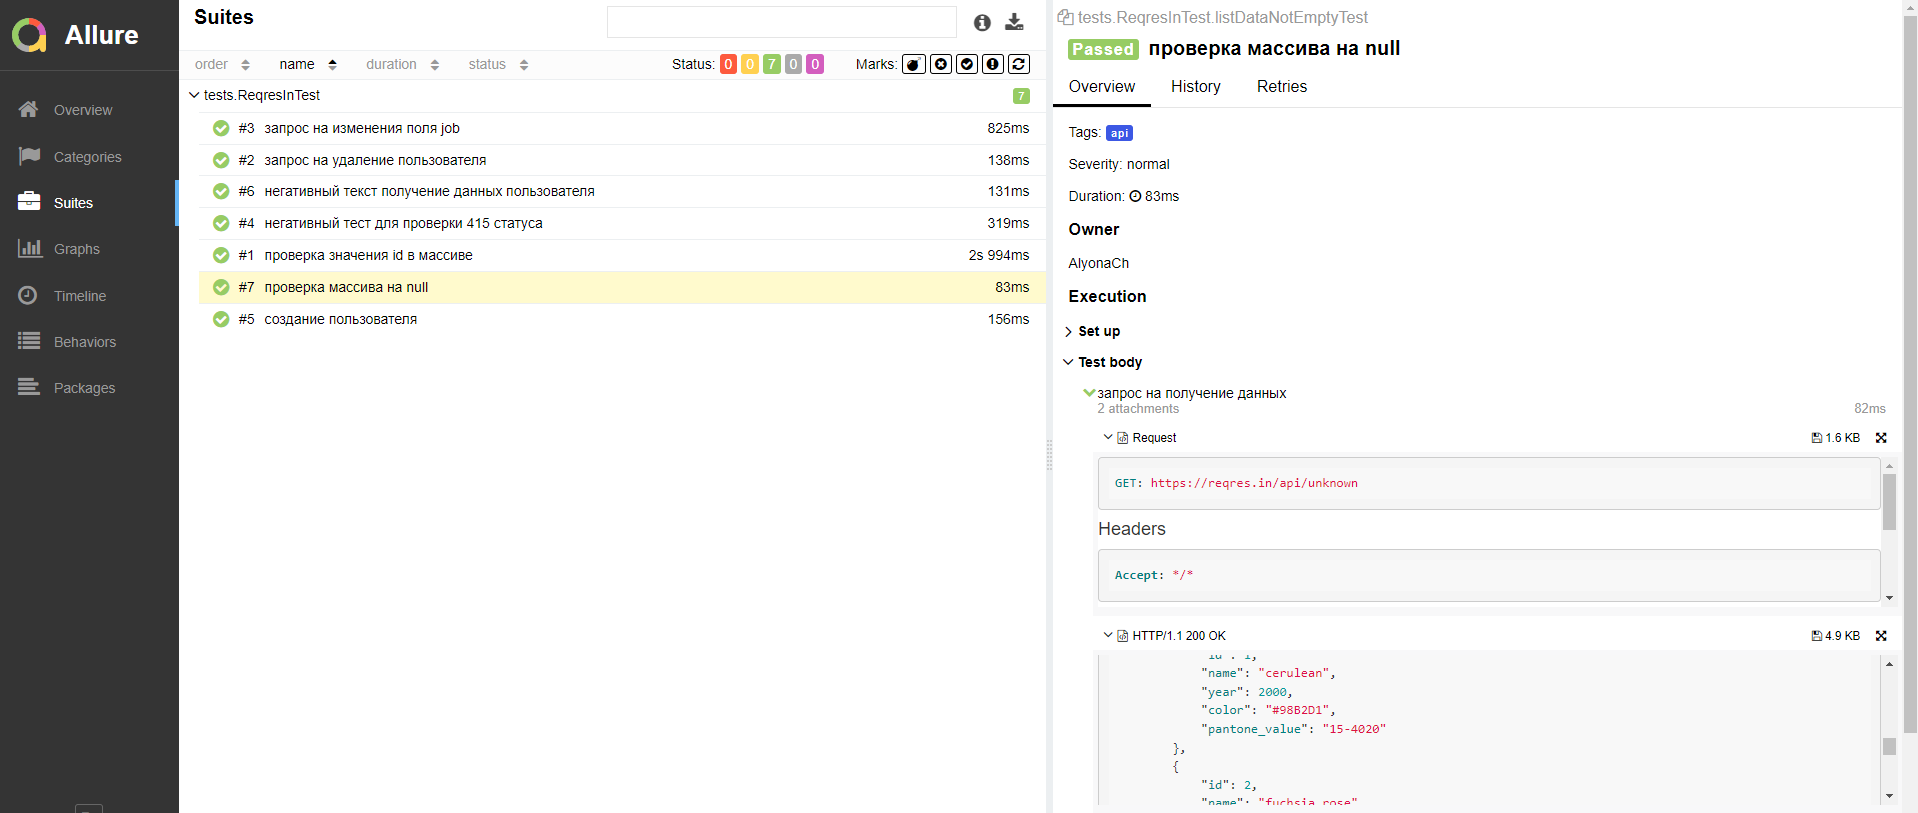 Allure
Overview
Categories
Suites
Graphs
Timeline
Behaviors
Packages
Suites
order name duration status Status: 0 0 7 0 0 Marks:
tests.ReqresInTest 7
#3 запрос на изменения поля job 825ms
#2 запрос на удаление пользователя 138ms
#6 негативный текст получение данных пользователя 131ms
#4 негативный тест для проверки 415 статуса 319ms
#1 проверка значения id в массиве 2s 994ms
#7 проверка массива на null 83ms
#5 создание пользователя 156ms
tests.ReqresInTest.listDataNotEmptyTest
Passed проверка массива на null
Overview History Retries
Tags: api
Severity: normal
Duration: 83ms
Owner
AlyonaCh
Execution
Set up
Test body
запрос на получение данных
2 attachments 82ms
Request 1.6 KB
GET: https://reqres.in/api/unknown
Headers
Accept: */*
HTTP/1.1 200 OK 4.9 KB
"id": 1,
"name": "cerulean",
"year": 2000,
"color": "#98B2D1",
"pantone_value": "15-4020"
},
{
"id": 2,
"name": "fuchsia rose"